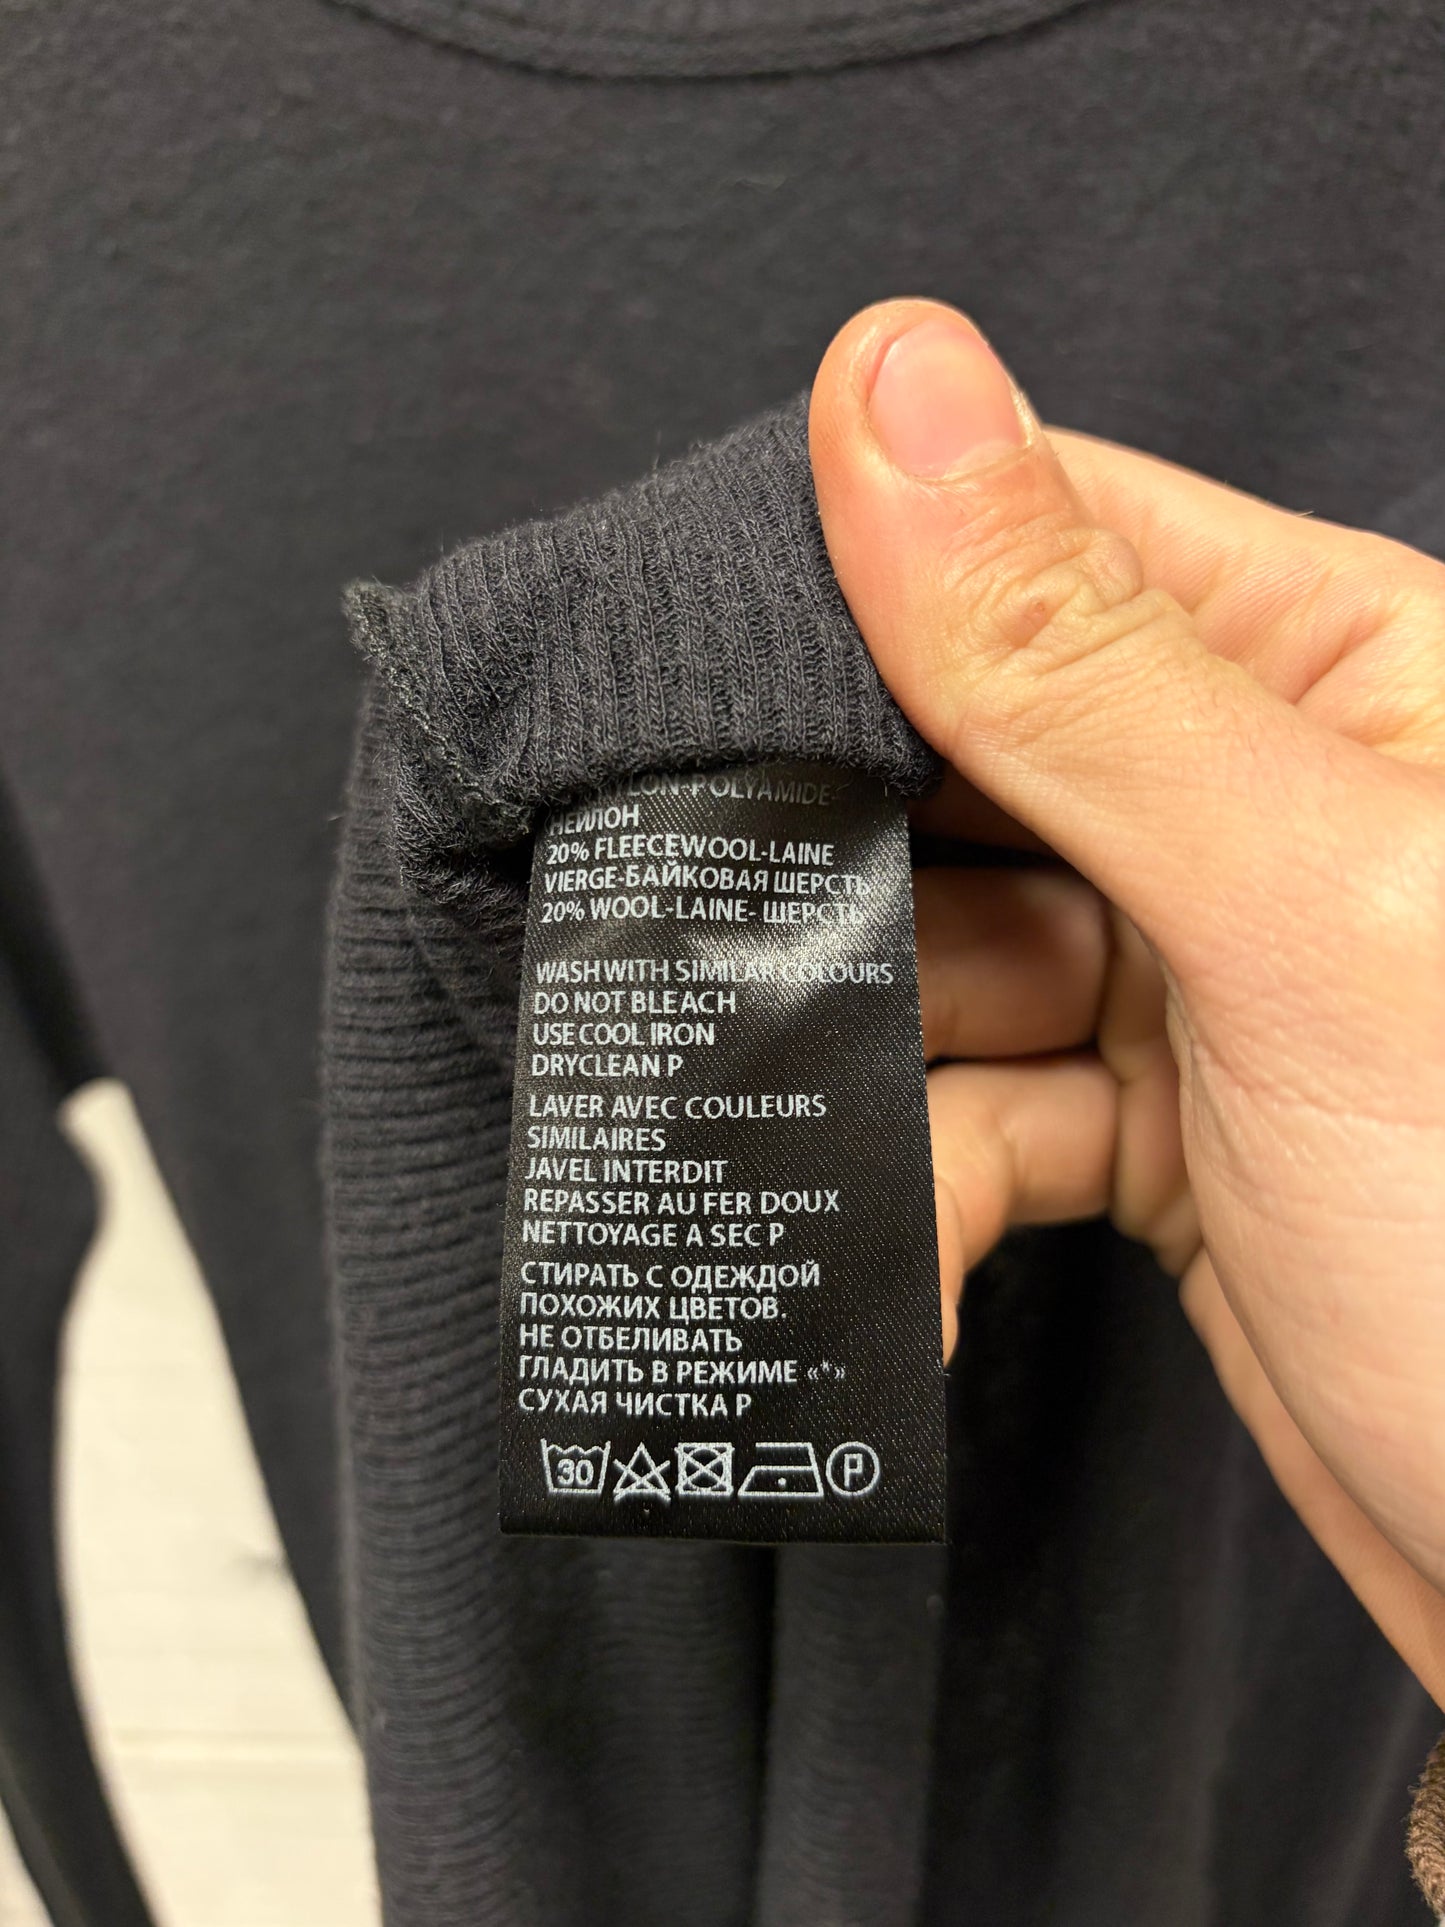 LON-POLYAMIDE-
НЕЙЛОН
20% FLEECEWOOL-LAINE
VIERGE-БАЙКОВАЯ ШЕРСТЬ
20% WOOL-LAINE- ШЕРСТЬ
WASH WITH SIMILAR COLOURS
DO NOT BLEACH
USE COOL IRON
DRYCLEAN P
LAVER AVEC COULEURS
SIMILAIRES
JAVEL INTERDIT
REPASSER AU FER DOUX
NETTOYAGE A SEC P
СТИРАТЬ С ОДЕЖДОЙ
ПОХОЖИХ ЦВЕТОВ.
НЕ ОТБЕЛИВАТЬ
ГЛАДИТЬ В РЕЖИМЕ «*»
СУХАЯ ЧИСТКА P
30 P